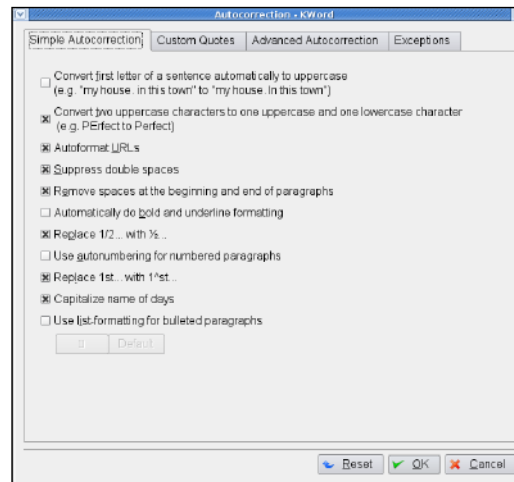 Autocorrection - KWord
Simple Autocorrection
Custom Quotes
Advanced Autocorrection
Exceptions
Convert first letter of a sentence automatically to uppercase
(e.g. "my house. in this town" to "my house. In this town")
Convert two uppercase characters to one uppercase and one lowercase character
(e.g. PErfect to Perfect)
Autoformat URLs
Suppress double spaces
Remove spaces at the beginning and end of paragraphs
Automatically do bold and underline formatting
Replace 1/2... with ½...
Use autonumbering for numbered paragraphs
Replace 1st... with 1^st...
Capitalize name of days
Use list-formatting for bulleted paragraphs
Default
Reset
OK
Cancel